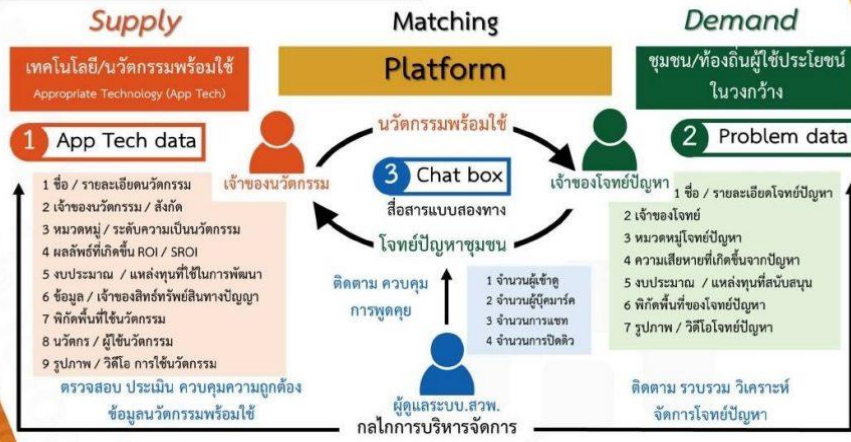 Supply
Matching
Demand
เทคโนโลยี/นวัตกรรมพร้อมใช้
Appropriate Technology (App Tech)
Platform
ชุมชน/ท้องถิ่นผู้ใช้ประโยชน์
ในวงกว้าง
1 App Tech data
1 ชื่อ / รายละเอียดนวัตกรรม
2 เจ้าของนวัตกรรม / สังกัด
3 หมวดหมู่ / ระดับความเป็นนวัตกรรม
4 ผลลัพธ์ที่เกิดขึ้น ROI / SROI
5 งบประมาณ / แหล่งทุนที่ใช้ในการพัฒนา
6 ข้อมูล / เจ้าของสิทธิทรัพย์สินทางปัญญา
7 พิกัดพื้นที่ใช้นวัตกรรม
8 นวัตกร / ผู้ใช้นวัตกรรม
9 รูปภาพ / วิดีโอ การใช้นวัตกรรม
ตรวจสอบ ประเมิน ควบคุมความถูกต้อง
ข้อมูลนวัตกรรมพร้อมใช้
เจ้าของนวัตกรรม
นวัตกรรมพร้อมใช้
3 Chat box
สื่อสารแบบสองทาง
โจทย์ปัญหาชุมชน
เจ้าของโจทย์ปัญหา
ติดตาม ควบคุม
การพูดคุย
1 จำนวนผู้เข้าดู
2 จำนวนผู้บุ๊คมาร์ค
3 จำนวนการแชท
4 จำนวนการปิดดิว
ผู้ดูแลระบบ.สวพ.
กลไกการบริหารจัดการ
2 Problem data
1 ชื่อ / รายละเอียดโจทย์ปัญหา
2 เจ้าของโจทย์
3 หมวดหมู่โจทย์ปัญหา
4 ความเสียหายที่เกิดขึ้นจากปัญหา
5 งบประมาณ / แหล่งทุนที่สนับสนุน
6 พิกัดพื้นที่ของโจทย์ปัญหา
7 รูปภาพ / วิดีโอโจทย์ปัญหา
ติดตาม รวบรวม วิเคราะห์
จัดการโจทย์ปัญหา